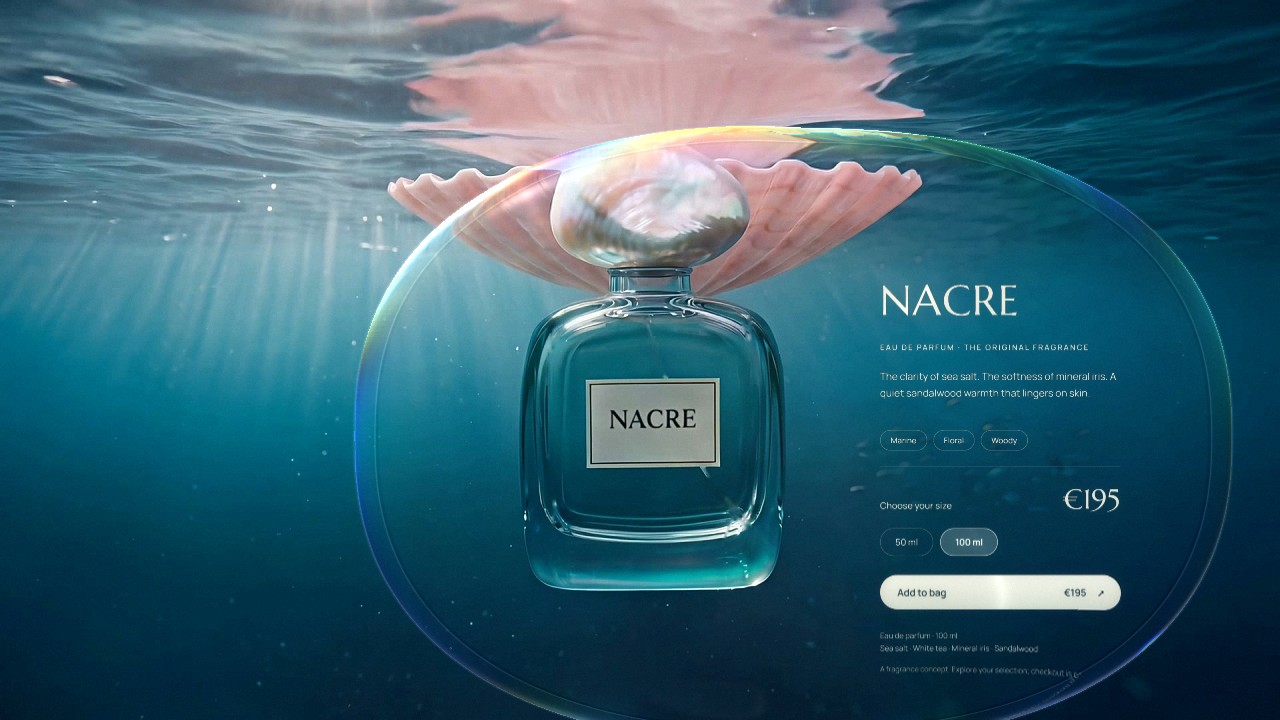 NACRE
NACRE
EAU DE PARFUM · THE ORIGINAL FRAGRANCE
The clarity of sea salt. The softness of mineral iris. A
quiet sandalwood warmth that lingers on skin.
Marine Floral Woody
Choose your size €195
50 ml 100 ml
Add to bag €195 ↗
Eau de parfum · 100 ml
Sea salt · White tea · Mineral iris · Sandalwood
A fragrance concept. Explore your selection; checkout